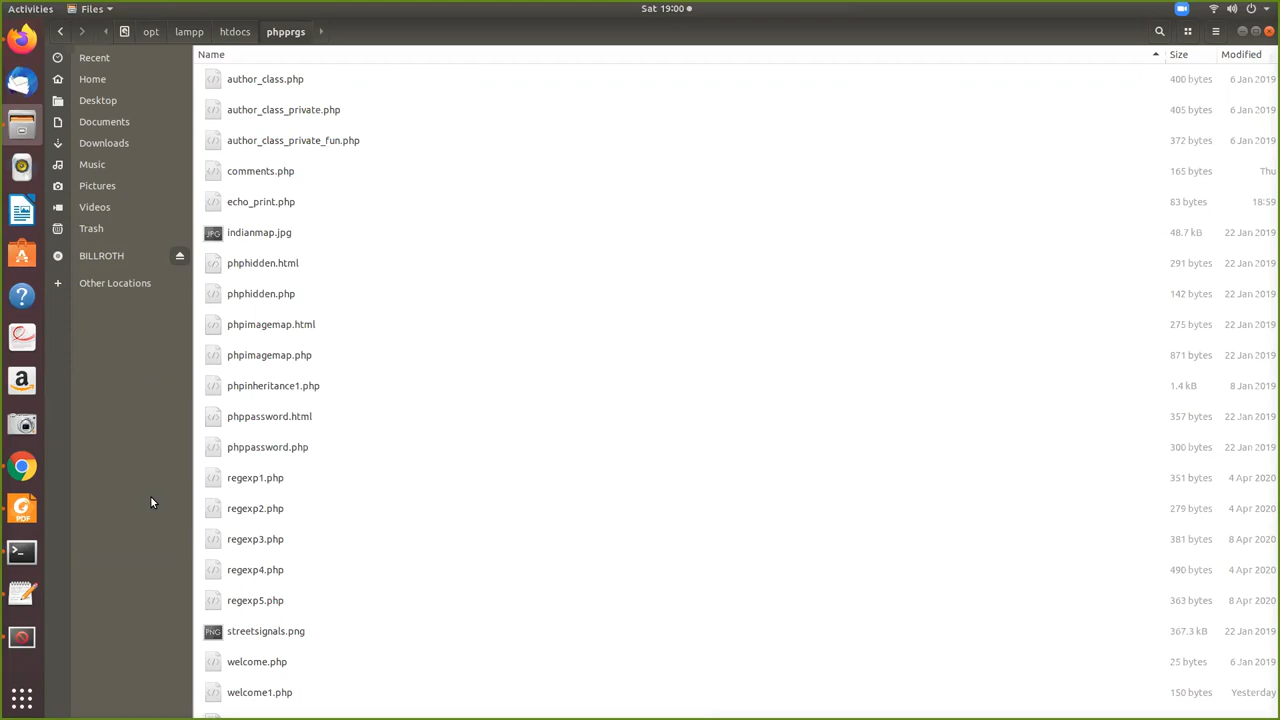 Activities Files Sat 19:00
opt lampp htdocs phpprgs
Name Size Modified
Recent
Home
Desktop
Documents
Downloads
Music
Pictures
Videos
Trash
BILLROTH
Other Locations
author_class.php 400 bytes 6 Jan 2019
author_class_private.php 405 bytes 6 Jan 2019
author_class_private_fun.php 372 bytes 6 Jan 2019
comments.php 165 bytes Thu
echo_print.php 83 bytes 18:59
JPG indianmap.jpg 48.7 kB 22 Jan 2019
phphidden.html 291 bytes 22 Jan 2019
phphidden.php 142 bytes 22 Jan 2019
phpimagemap.html 275 bytes 22 Jan 2019
phpimagemap.php 871 bytes 22 Jan 2019
phpinheritance1.php 1.4 kB 8 Jan 2019
phppassword.html 357 bytes 22 Jan 2019
phppassword.php 300 bytes 22 Jan 2019
regexp1.php 351 bytes 4 Apr 2020
regexp2.php 279 bytes 4 Apr 2020
regexp3.php 381 bytes 8 Apr 2020
regexp4.php 490 bytes 4 Apr 2020
regexp5.php 363 bytes 8 Apr 2020
PNG streetsignals.png 367.3 kB 22 Jan 2019
welcome.php 25 bytes 6 Jan 2019
welcome1.php 150 bytes Yesterday
PDF